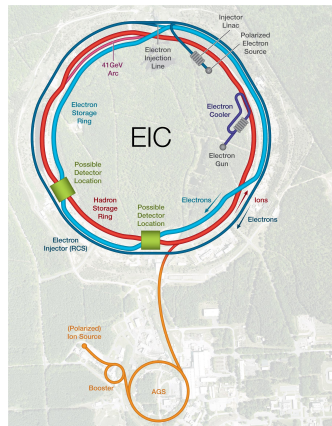 Injector
Linac
Polarized
Electron
Source
Electron
Injection
Line
41GeV
Arc
Electron
Storage
Ring
Electron
Cooler
EIC
Electron
Gun
Possible
Detector
Location
Hadron
Storage
Ring
Possible
Detector
Location
Electrons
Ions
Electrons
Electron
Injector (RCS)
(Polarized)
Ion Source
Booster
AGS